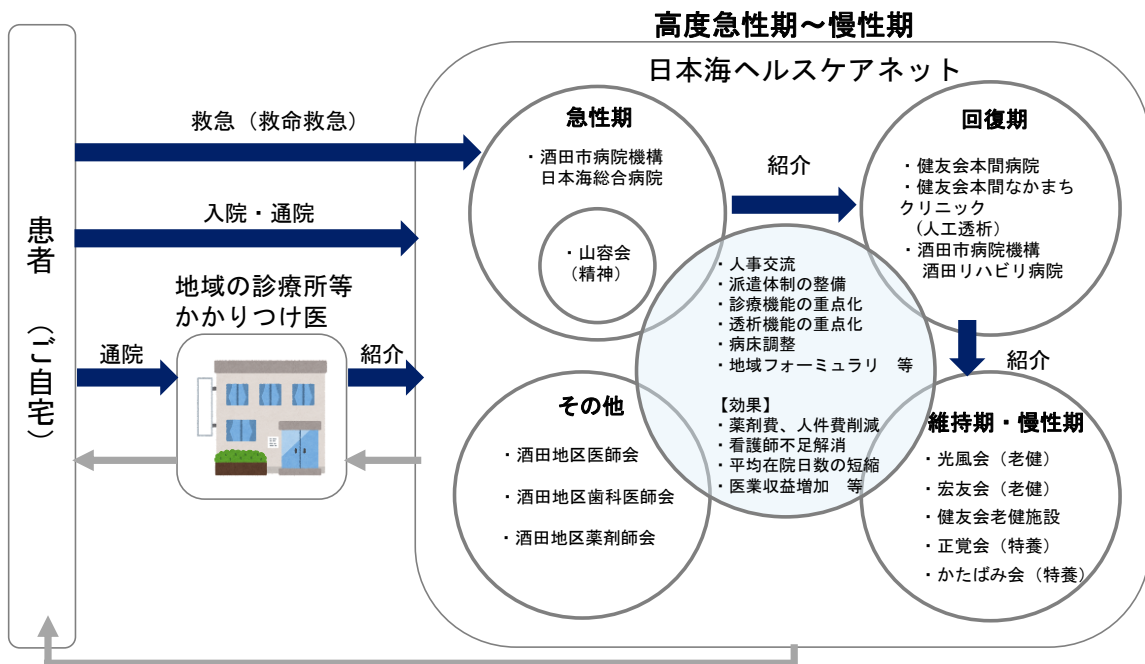 高度急性期～慢性期
日本海ヘルスケアネット
患者（ご自宅）
救急（救命救急）
入院・通院
地域の診療所等
かかりつけ医
通院
紹介
急性期
・酒田市病院機構
日本海総合病院
・山容会
（精神）
紹介
回復期
・健友会本間病院
・健友会本間なかまち
クリニック
（人工透析）
・酒田市病院機構
酒田リハビリ病院
・人事交流
・派遣体制の整備
・診療機能の重点化
・透析機能の重点化
・病床調整
・地域フォーミュラリ　等
【効果】
・薬剤費、人件費削減
・看護師不足解消
・平均在院日数の短縮
・医業収益増加　等
紹介
その他
・酒田地区医師会
・酒田地区歯科医師会
・酒田地区薬剤師会
維持期・慢性期
・光風会（老健）
・宏友会（老健）
・健友会老健施設
・正覚会（特養）
・かたばみ会（特養）